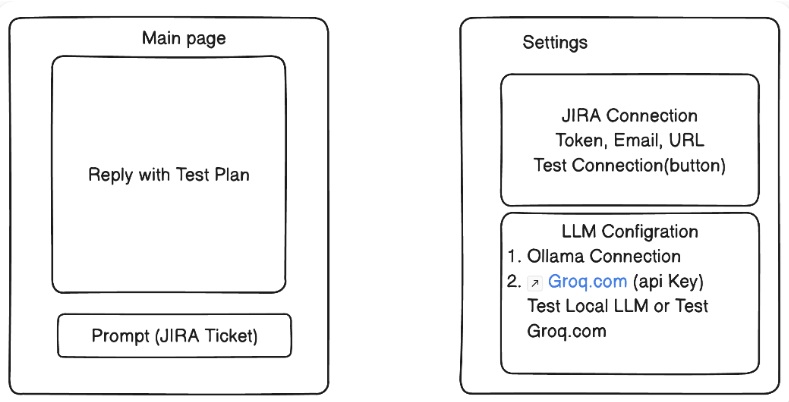 Main page
Reply with Test Plan
Prompt (JIRA Ticket)
Settings
JIRA Connection
Token, Email, URL
Test Connection(button)
LLM Configration
1. Ollama Connection
2. Groq.com (api Key)
Test Local LLM or Test
Groq.com